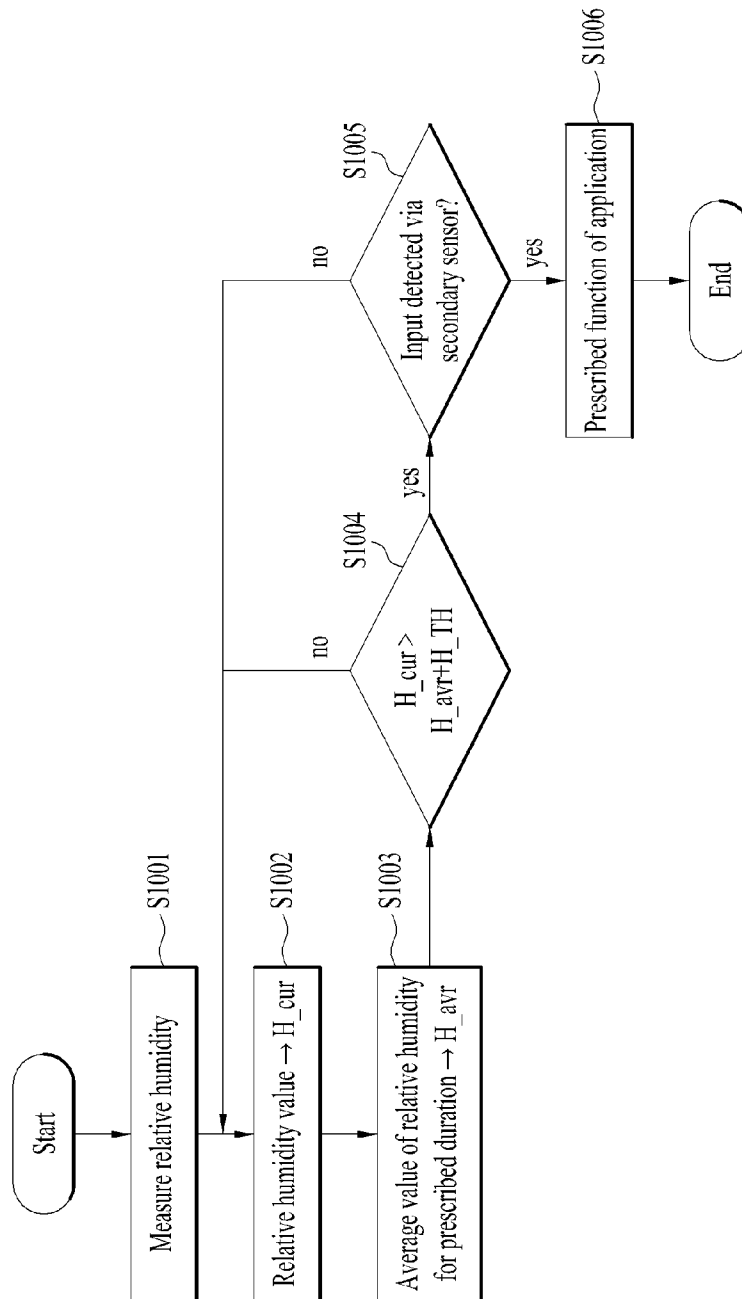 Start
Measure relative humidity
S1001
Relative humidity value → H_cur
S1002
Average value of relative humidity
for prescribed duration → H_avr
S1003
H_cur >
H_avr+H_TH
S1004
no
yes
Input detected via
secondary sensor?
S1005
no
yes
Prescribed function of application
S1006
End